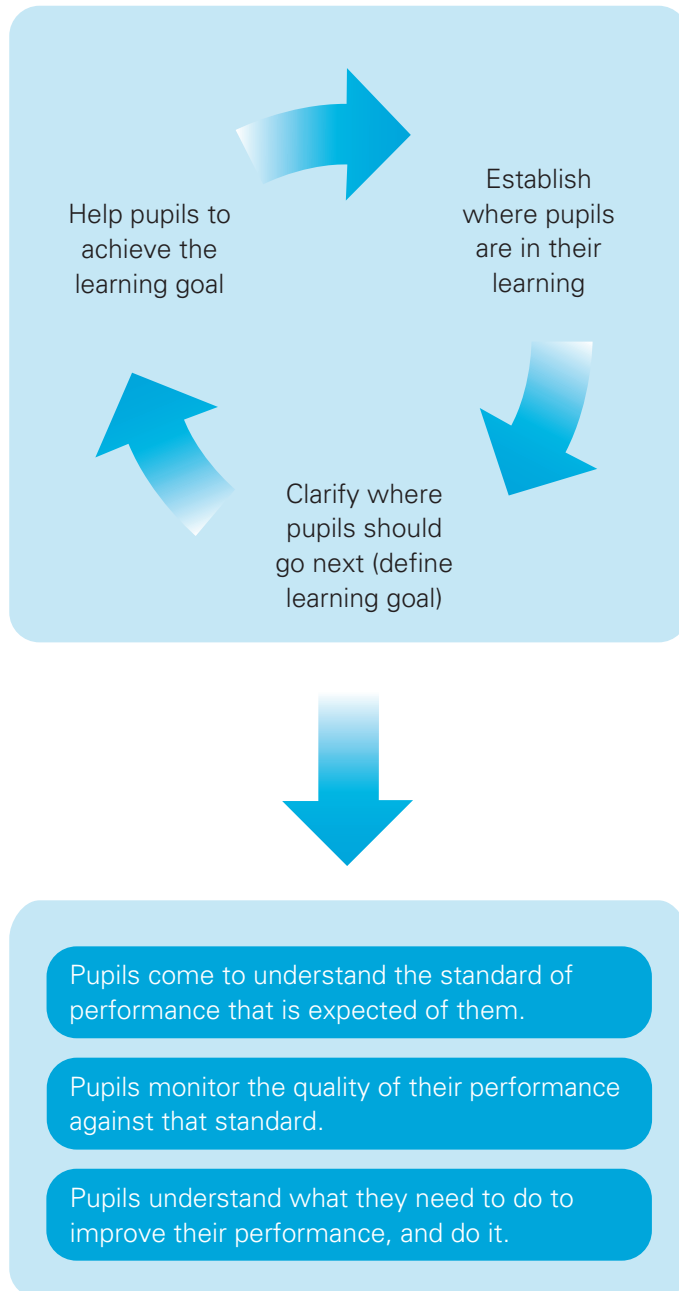 Help pupils to
achieve the
learning goal
Establish
where pupils
are in their
learning
Clarify where
pupils should
go next (define
learning goal)
Pupils come to understand the standard of
performance that is expected of them.
Pupils monitor the quality of their performance
against that standard.
Pupils understand what they need to do to
improve their performance, and do it.